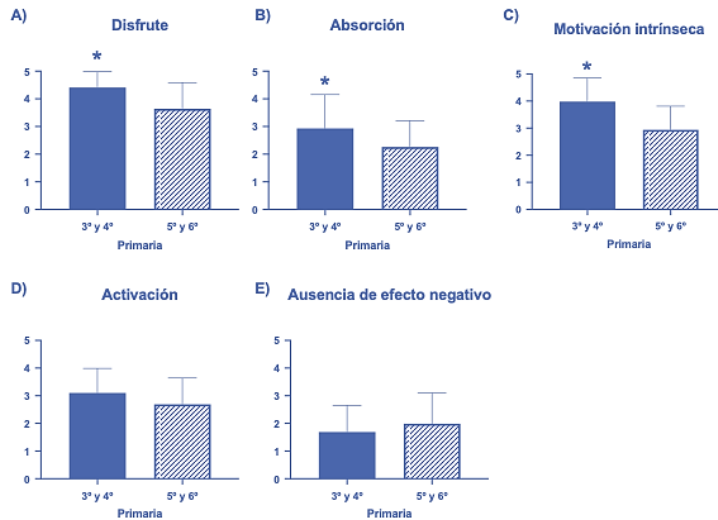 A)
Disfrute
*
5
4
3
2
1
0
3º y 4º
5º y 6º
Primaria
B)
Absorción
*
5
4
3
2
1
0
3º y 4º
5º y 6º
Primaria
C)
Motivación intrínseca
*
5
4
3
2
1
0
3º y 4º
5º y 6º
Primaria
D)
Activación
5
4
3
2
1
0
3º y 4º
5º y 6º
Primaria
E)
Ausencia de efecto negativo
5
4
3
2
1
0
3º y 4º
5º y 6º
Primaria